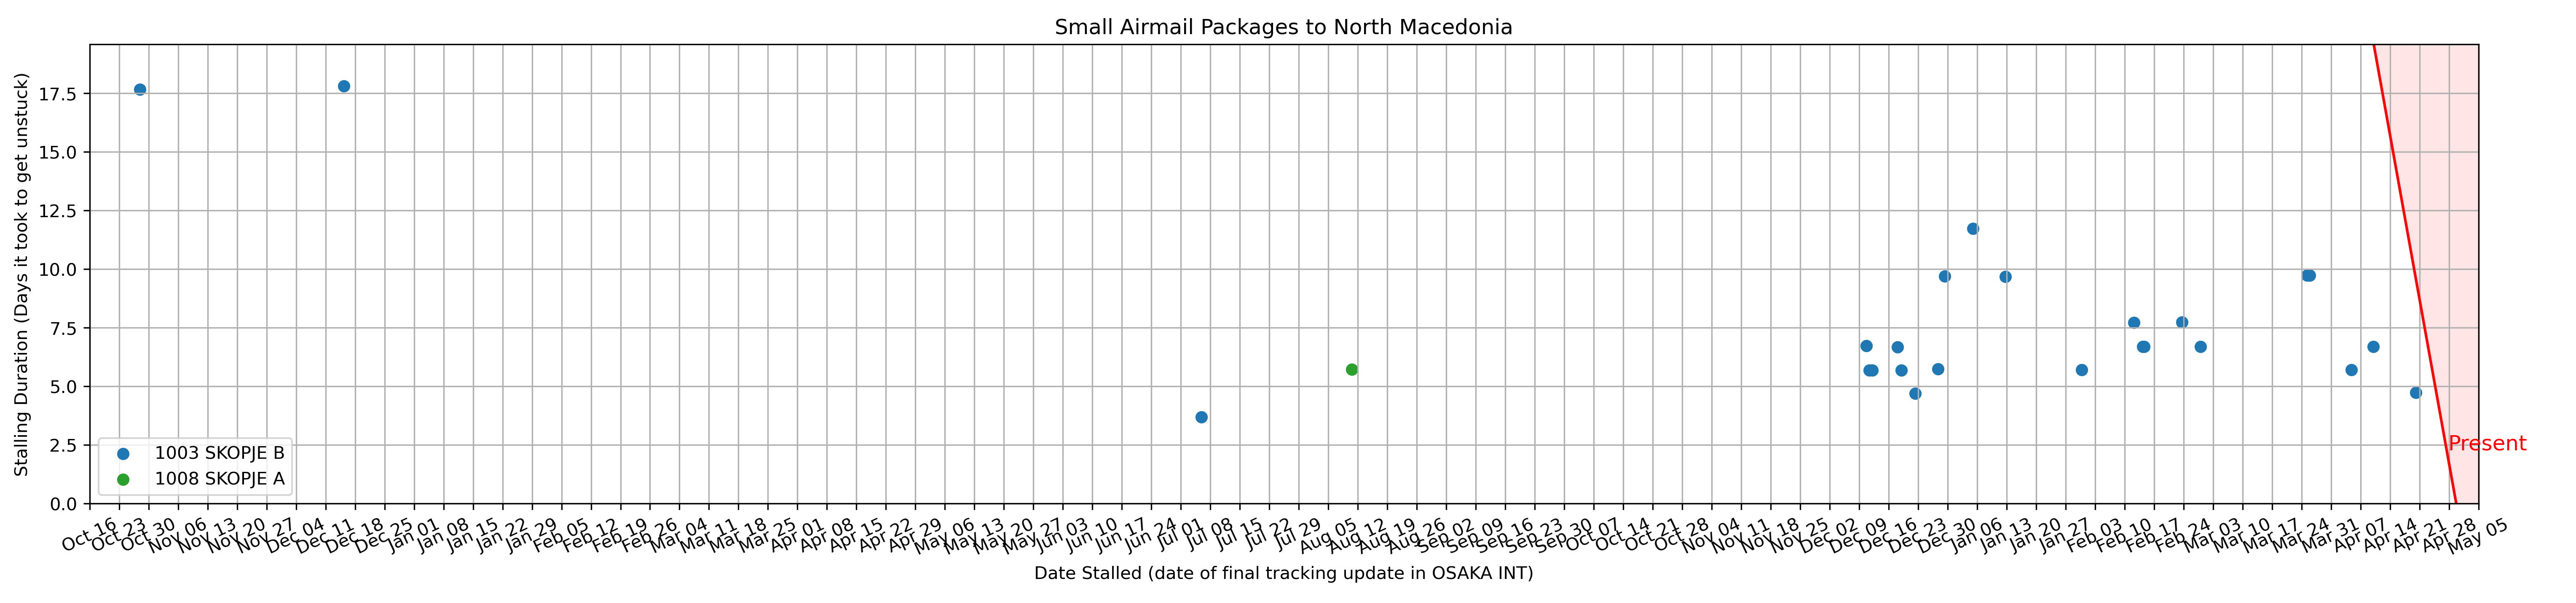 Small Airmail Packages to North Macedonia
Stalling Duration (Days it took to get unstuck)
17.5
15.0
12.5
10.0
7.5
5.0
2.5
0.0
1003 SKOPJE B
1008 SKOPJE A
Present
Oct 16
Oct 23
Oct 30
Nov 06
Nov 13
Nov 20
Nov 27
Dec 04
Dec 11
Dec 18
Dec 25
Jan 01
Jan 08
Jan 15
Jan 22
Jan 29
Feb 05
Feb 12
Feb 19
Feb 26
Mar 04
Mar 11
Mar 18
Mar 25
Apr 01
Apr 08
Apr 15
Apr 22
Apr 29
May 06
May 13
May 20
May 27
Jun 03
Jun 10
Jun 17
Jun 24
Jul 01
Jul 08
Jul 15
Jul 22
Jul 29
Aug 05
Aug 12
Aug 19
Aug 26
Sep 02
Sep 09
Sep 16
Sep 23
Sep 30
Oct 07
Oct 14
Oct 21
Oct 28
Nov 04
Nov 11
Nov 18
Nov 25
Dec 02
Dec 09
Dec 16
Dec 23
Dec 30
Jan 06
Jan 13
Jan 20
Jan 27
Feb 03
Feb 10
Feb 17
Feb 24
Mar 03
Mar 10
Mar 17
Mar 24
Mar 31
Apr 07
Apr 14
Apr 21
Apr 28
May 05
Date Stalled (date of final tracking update in OSAKA INT)